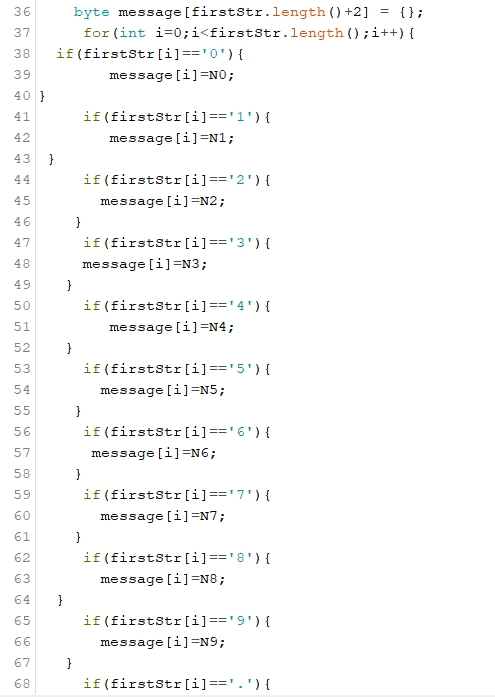 36 byte message[firstStr.length()+2] = {};
37 for(int i=0;i<firstStr.length();i++){
38 if(firstStr[i]=='0'){
39 message[i]=N0;
40 }
41 if(firstStr[i]=='1'){
42 message[i]=N1;
43 }
44 if(firstStr[i]=='2'){
45 message[i]=N2;
46 }
47 if(firstStr[i]=='3'){
48 message[i]=N3;
49 }
50 if(firstStr[i]=='4'){
51 message[i]=N4;
52 }
53 if(firstStr[i]=='5'){
54 message[i]=N5;
55 }
56 if(firstStr[i]=='6'){
57 message[i]=N6;
58 }
59 if(firstStr[i]=='7'){
60 message[i]=N7;
61 }
62 if(firstStr[i]=='8'){
63 message[i]=N8;
64 }
65 if(firstStr[i]=='9'){
66 message[i]=N9;
67 }
68 if(firstStr[i]=='.'){